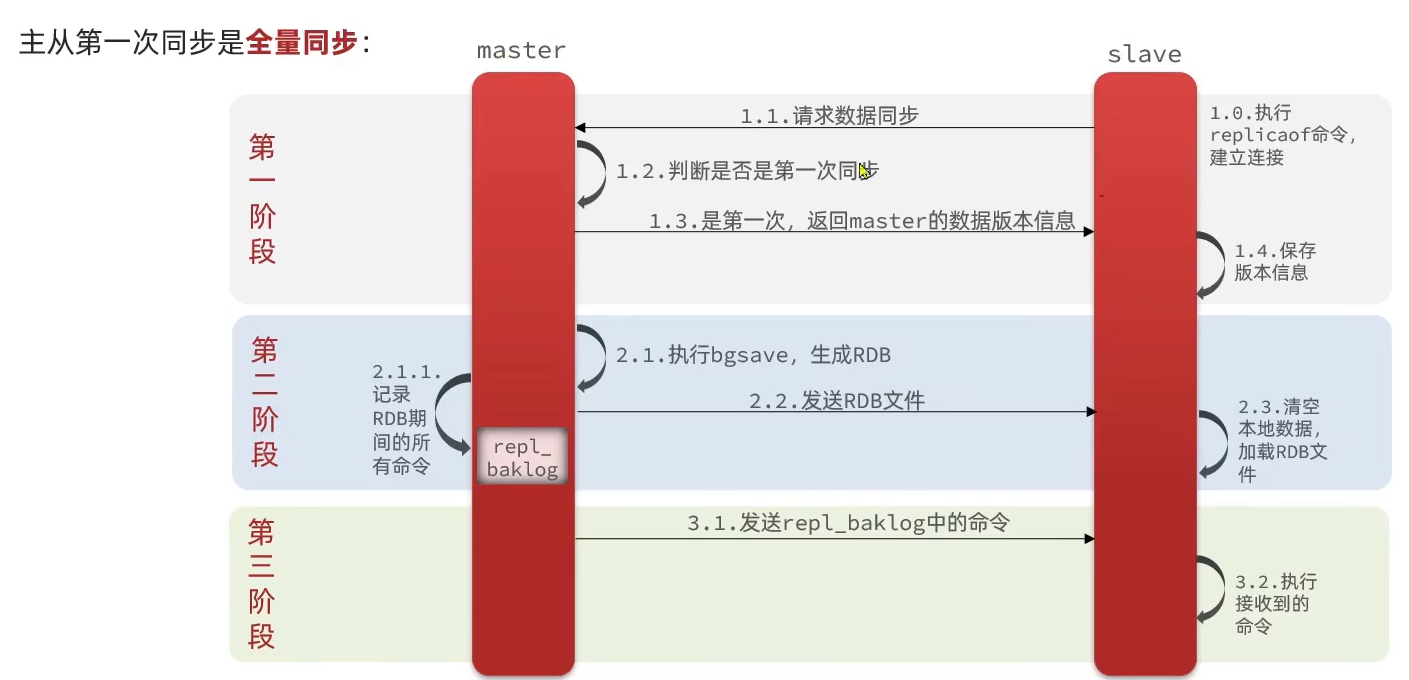 主从第一次同步是全量同步：
master
slave
第一阶段
1.0.执行
replicaof命令，
建立连接
1.1.请求数据同步
1.2.判断是否是第一次同步
1.3.是第一次，返回master的数据版本信息
1.4.保存
版本信息
第二阶段
2.1.执行bgsave，生成RDB
2.1.1.
记录
RDB期
间的所
有命令
repl_
baklog
2.2.发送RDB文件
2.3.清空
本地数据，
加载RDB文
件
第三阶段
3.1.发送repl_baklog中的命令
3.2.执行
接收到的
命令